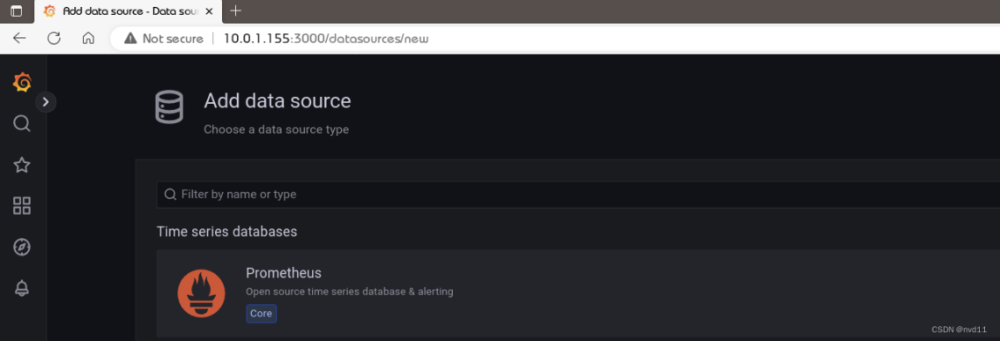 Add data source - Data sour
Not secure | 10.0.1.155:3000/datasources/new
Add data source
Choose a data source type
Filter by name or type
Time series databases
Prometheus
Open source time series database & alerting
Core
CSDN @nvd11